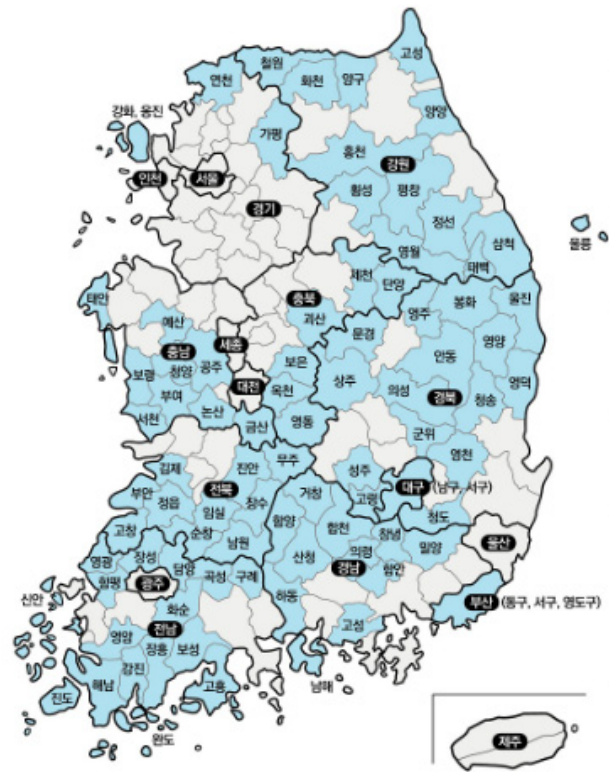 고성
철원
연천
화천
양구
양양
강화, 옹진
가평
홍천
강원
인천
서울
횡성
평창
경기
정선
삼척
울릉
영월
태백
제천
충북
단양
태안
봉화
울진
영주
예산
괴산
문경
세종
충남
영양
안동
보은
청양
공주
보령
대전
상주
의성
영덕
경북
청송
부여
옥천
서천
논산
금산
영동
군위
영천
무주
김제
진안
성주
전북
대구 (남구, 서구)
부안
거창
고령
정읍
장수
임실
함양
합천
청도
창녕
고창
순창
밀양
울산
남원
의령
산청
영광
장성
담양
경남
함안
곡성
구례
함평
광주
하동
신안
화순
부산 (동구, 서구, 영도구)
고성
영암
전남
장흥
보성
강진
해남
고흥
남해
진도
완도
제주